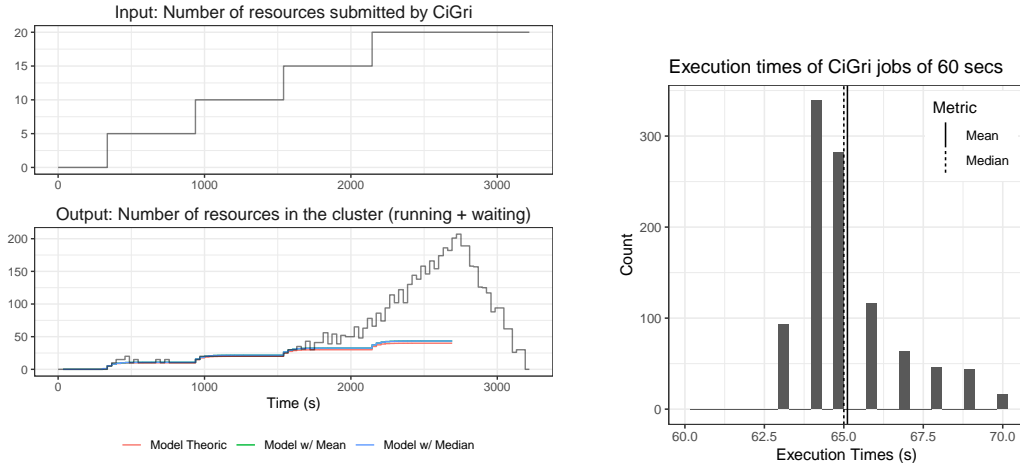 Input: Number of resources submitted by CiGri
20
15
10
5
0
0 1000 2000 3000
Output: Number of resources in the cluster (running + waiting)
200
150
100
50
0
0 1000 2000 3000
Time (s)
Model Theoric Model w/ Mean Model w/ Median
Execution times of CiGri jobs of 60 secs
Metric
Mean
Median
Count
300
200
100
0
60.0 62.5 65.0 67.5 70.0
Execution Times (s)